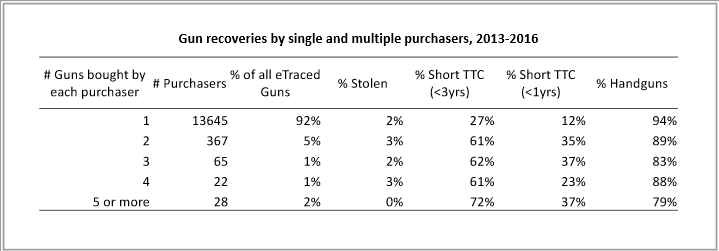 Gun recoveries by single and multiple purchasers, 2013-2016
# Guns bought by each purchaser # Purchasers % of all eTraced Guns % Stolen % Short TTC (<3yrs) % Short TTC (<1yrs) % Handguns
1 13645 92% 2% 27% 12% 94%
2 367 5% 3% 61% 35% 89%
3 65 1% 2% 62% 37% 83%
4 22 1% 3% 61% 23% 88%
5 or more 28 2% 0% 72% 37% 79%